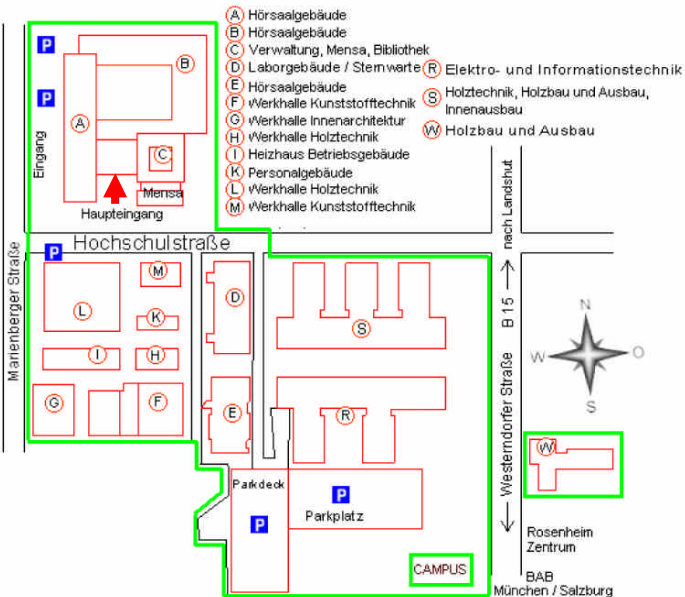 A Hörsaalgebäude
B Hörsaalgebäude
C Verwaltung, Mensa, Bibliothek
D Laborgebäude / Sternwarte
E Hörsaalgebäude
F Werkhalle Kunststofftechnik
G Werkhalle Innenarchitektur
H Werkhalle Holztechnik
I Heizhaus Betriebsgebäude
K Personalgebäude
L Werkhalle Holztechnik
M Werkhalle Kunststofftechnik
R Elektro- und Informationstechnik
S Holztechnik, Holzbau und Ausbau,
Innenausbau
W Holzbau und Ausbau
P
P
A
B
C
Eingang
Mensa
Haupteingang
Hochschulstraße
P
Marienberger Straße
M
L
K
I
H
G
F
D
E
S
R
Parkdeck
P
P
Parkplatz
CAMPUS
nach Landshut
B 15
Westerndorfer Straße
N
W
O
S
W
Rosenheim
Zentrum
BAB
München / Salzburg